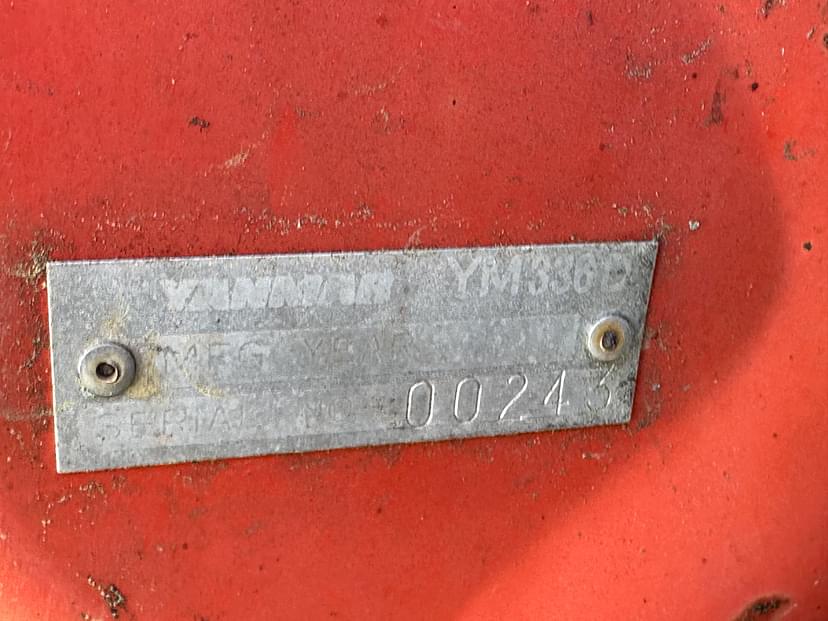 YANMAR YM336D
MFG YEAR
SERIAL NO. 00243